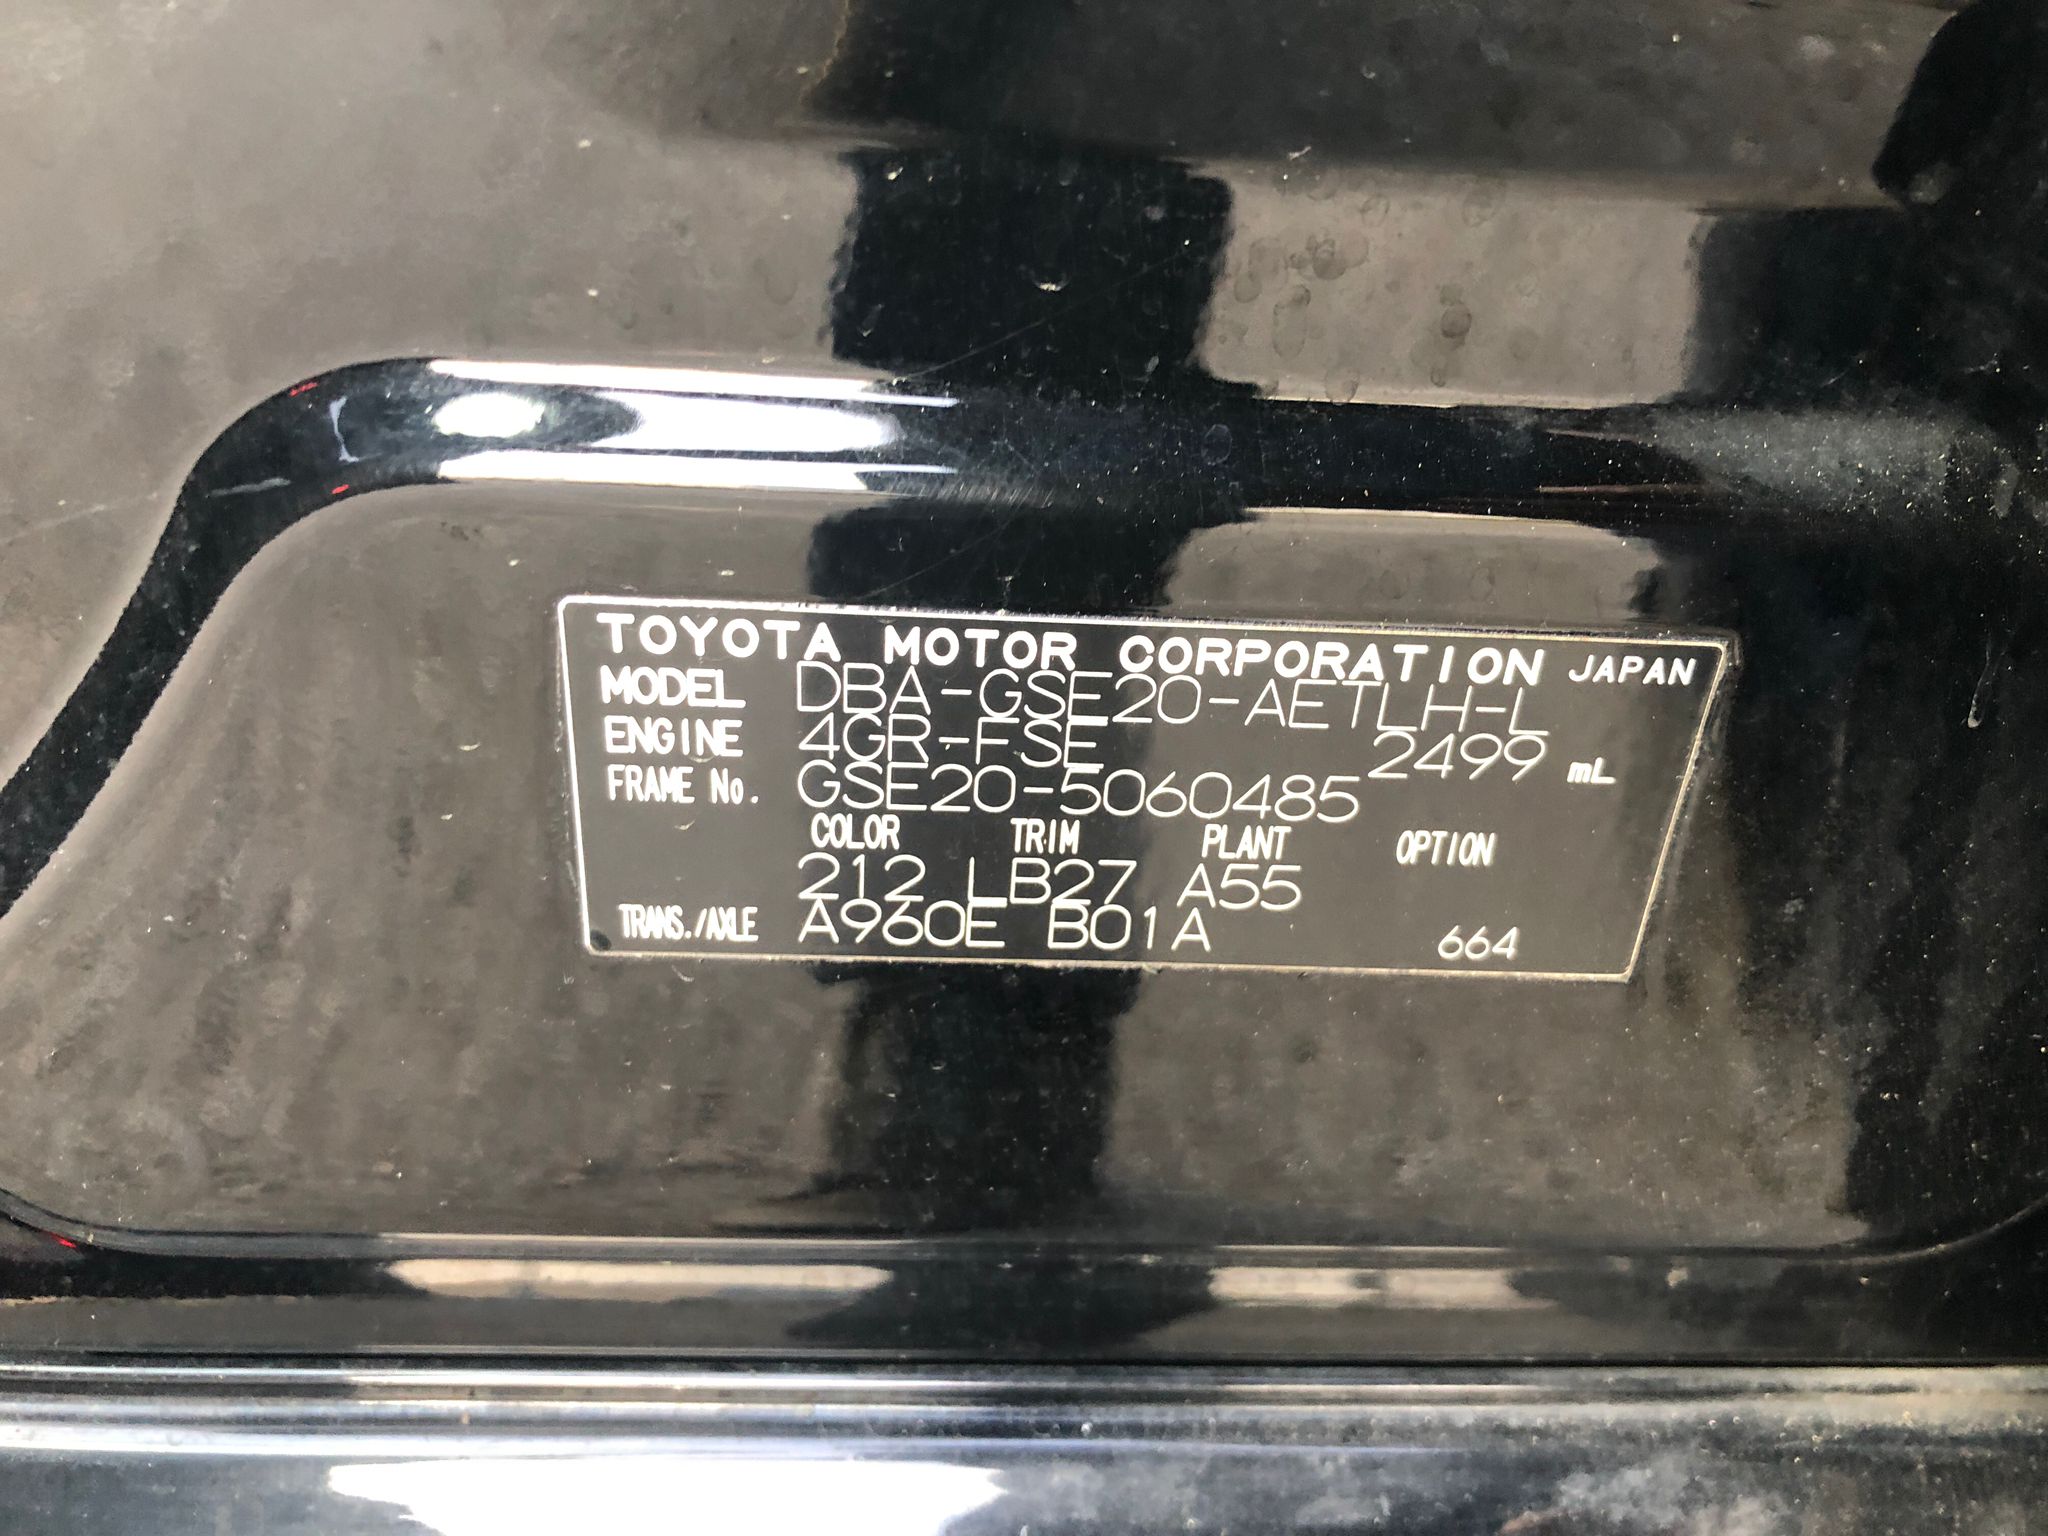 TOYOTA MOTOR CORPORATION JAPAN
MODEL DBA-GSE20-AETLH-L
ENGINE 4GR-FSE 2499 mL
FRAME No. GSE20-5060485
COLOR TRIM PLANT OPTION
212 LB27 A55
TRANS./AXLE A960E B01A 664